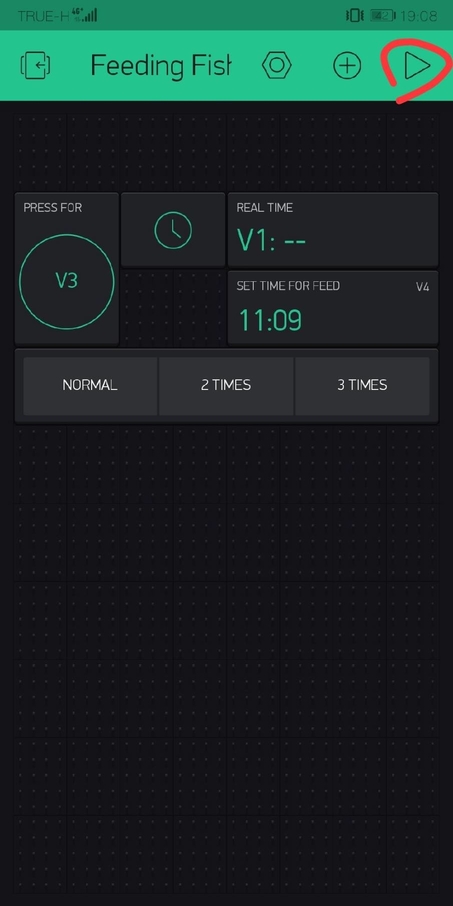 TRUE-H 4G 19:08
Feeding Fist
PRESS FOR
V3
REAL TIME
V1: --
SET TIME FOR FEED V4
11:09
NORMAL 2 TIMES 3 TIMES